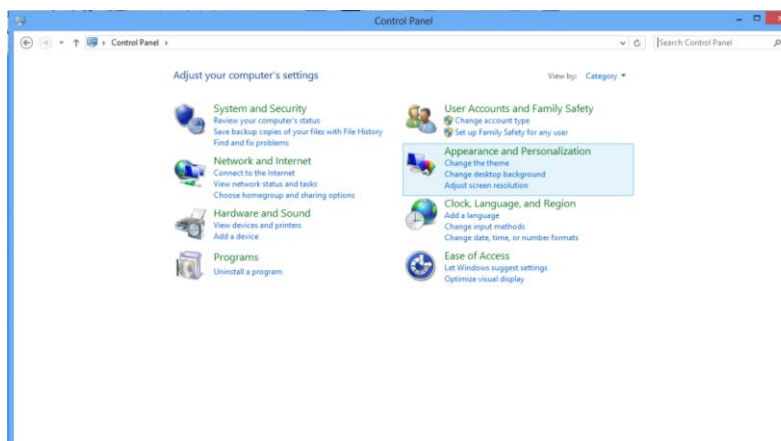 Control Panel
Control Panel
Search Control Panel
Adjust your computer's settings
View by: Category
System and Security
Review your computer's status
Save backup copies of your files with File History
Find and fix problems
Network and Internet
Connect to the Internet
View network status and tasks
Choose homegroup and sharing options
Hardware and Sound
View devices and printers
Add a device
Programs
Uninstall a program
User Accounts and Family Safety
Change account type
Set up Family Safety for any user
Appearance and Personalization
Change the theme
Change desktop background
Adjust screen resolution
Clock, Language, and Region
Add a language
Change input methods
Change date, time, or number formats
Ease of Access
Let Windows suggest settings
Optimize visual display